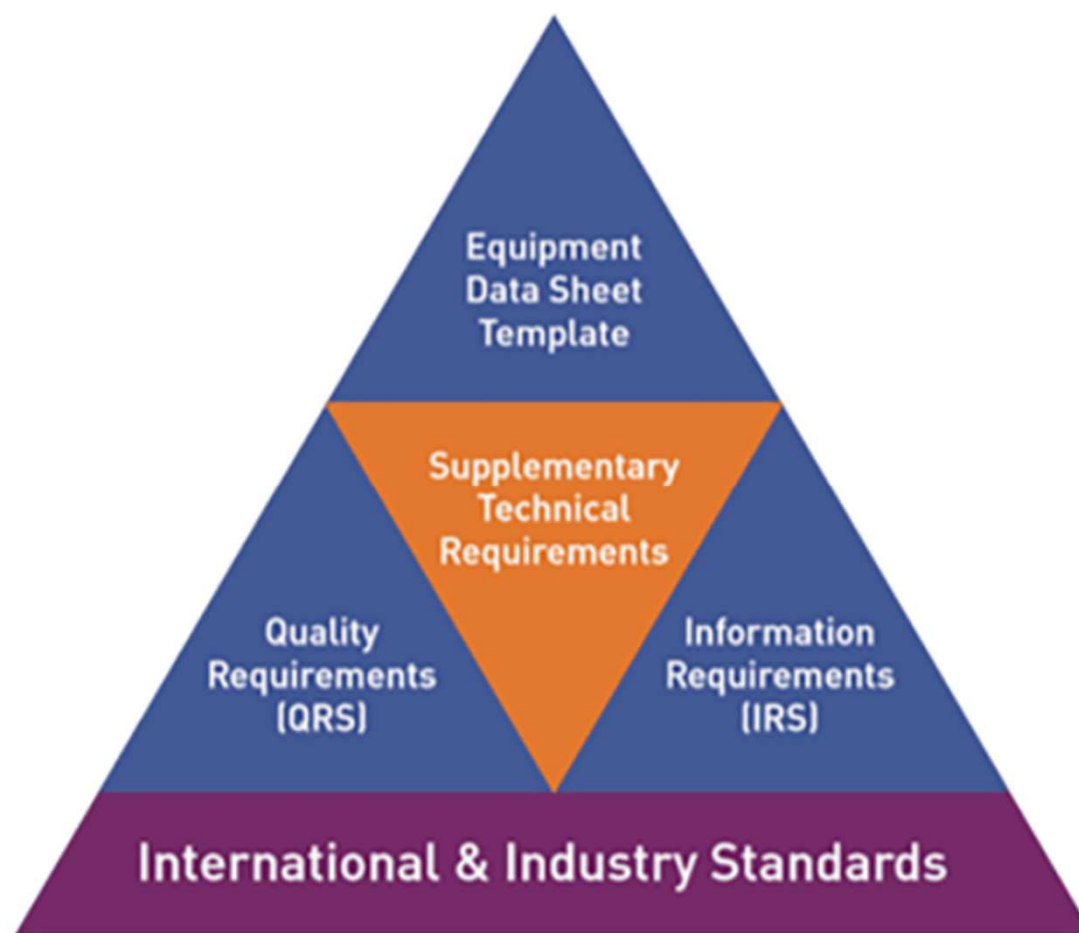 Equipment
Data Sheet
Template
Supplementary
Technical
Requirements
Quality
Requirements
(QRS)
Information
Requirements
(IRS)
International & Industry Standards